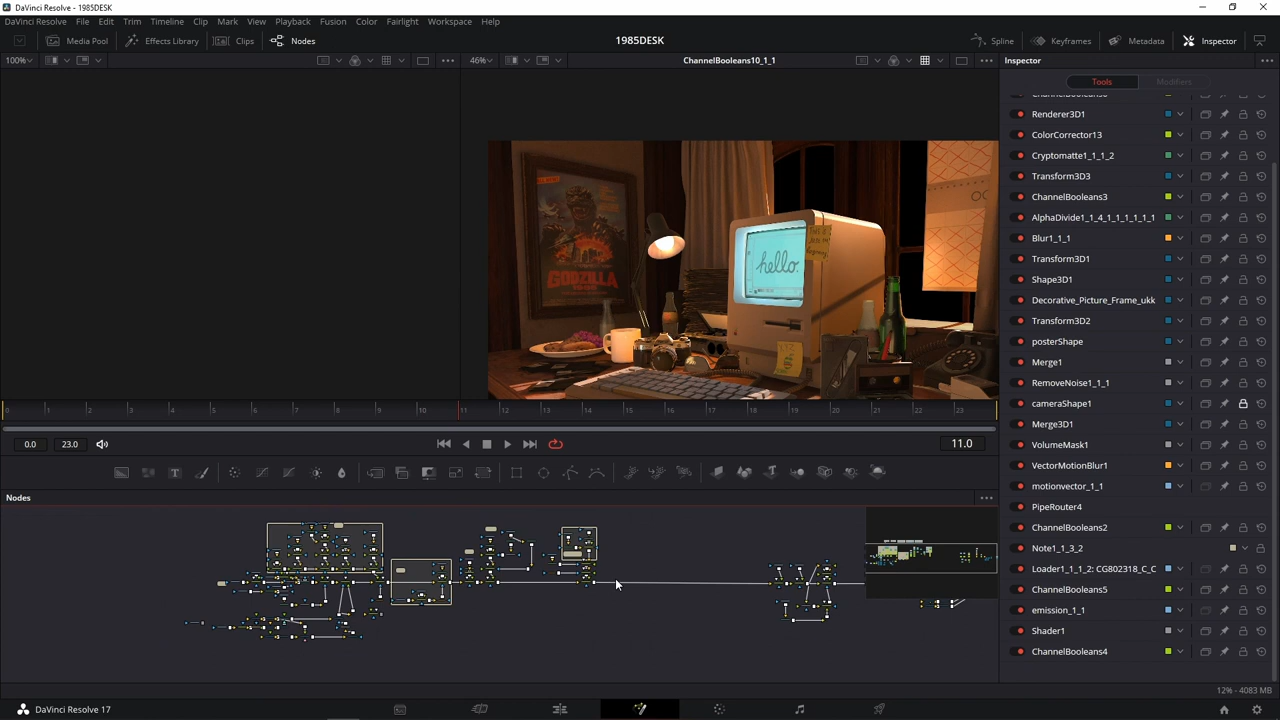 DaVinci Resolve - 1985DESK
DaVinci Resolve File Edit Trim Timeline Clip Mark View Playback Fusion Color Fairlight Workspace Help
Media Pool Effects Library Clips Nodes 1985DESK Spline Keyframes Metadata Inspector
100% 46% ChannelBooleans10_1_1 Inspector
Tools Modifiers
Renderer3D1
ColorCorrector13
Cryptomatte1_1_1_2
Transform3D3
ChannelBooleans3
AlphaDivide1_1_4_1_1_1_1_1_1
Blur1_1_1
Transform3D1
Shape3D1
Decorative_Picture_Frame_ukk
Transform3D2
posterShape
Merge1
RemoveNoise1_1_1
cameraShape1
Merge3D1
VolumeMask1
VectorMotionBlur1
motionvector_1_1
PipeRouter4
ChannelBooleans2
Note1_1_3_2
Loader1_1_1_2: CG802318_C_C
ChannelBooleans5
emission_1_1
Shader1
ChannelBooleans4
GODZILLA
hello.
0 1 2 3 4 5 6 7 8 9 10 11 12 13 14 15 16 17 18 19 20 21 22 23
0.0 23.0 11.0
Nodes
12% - 4083 MB
DaVinci Resolve 17